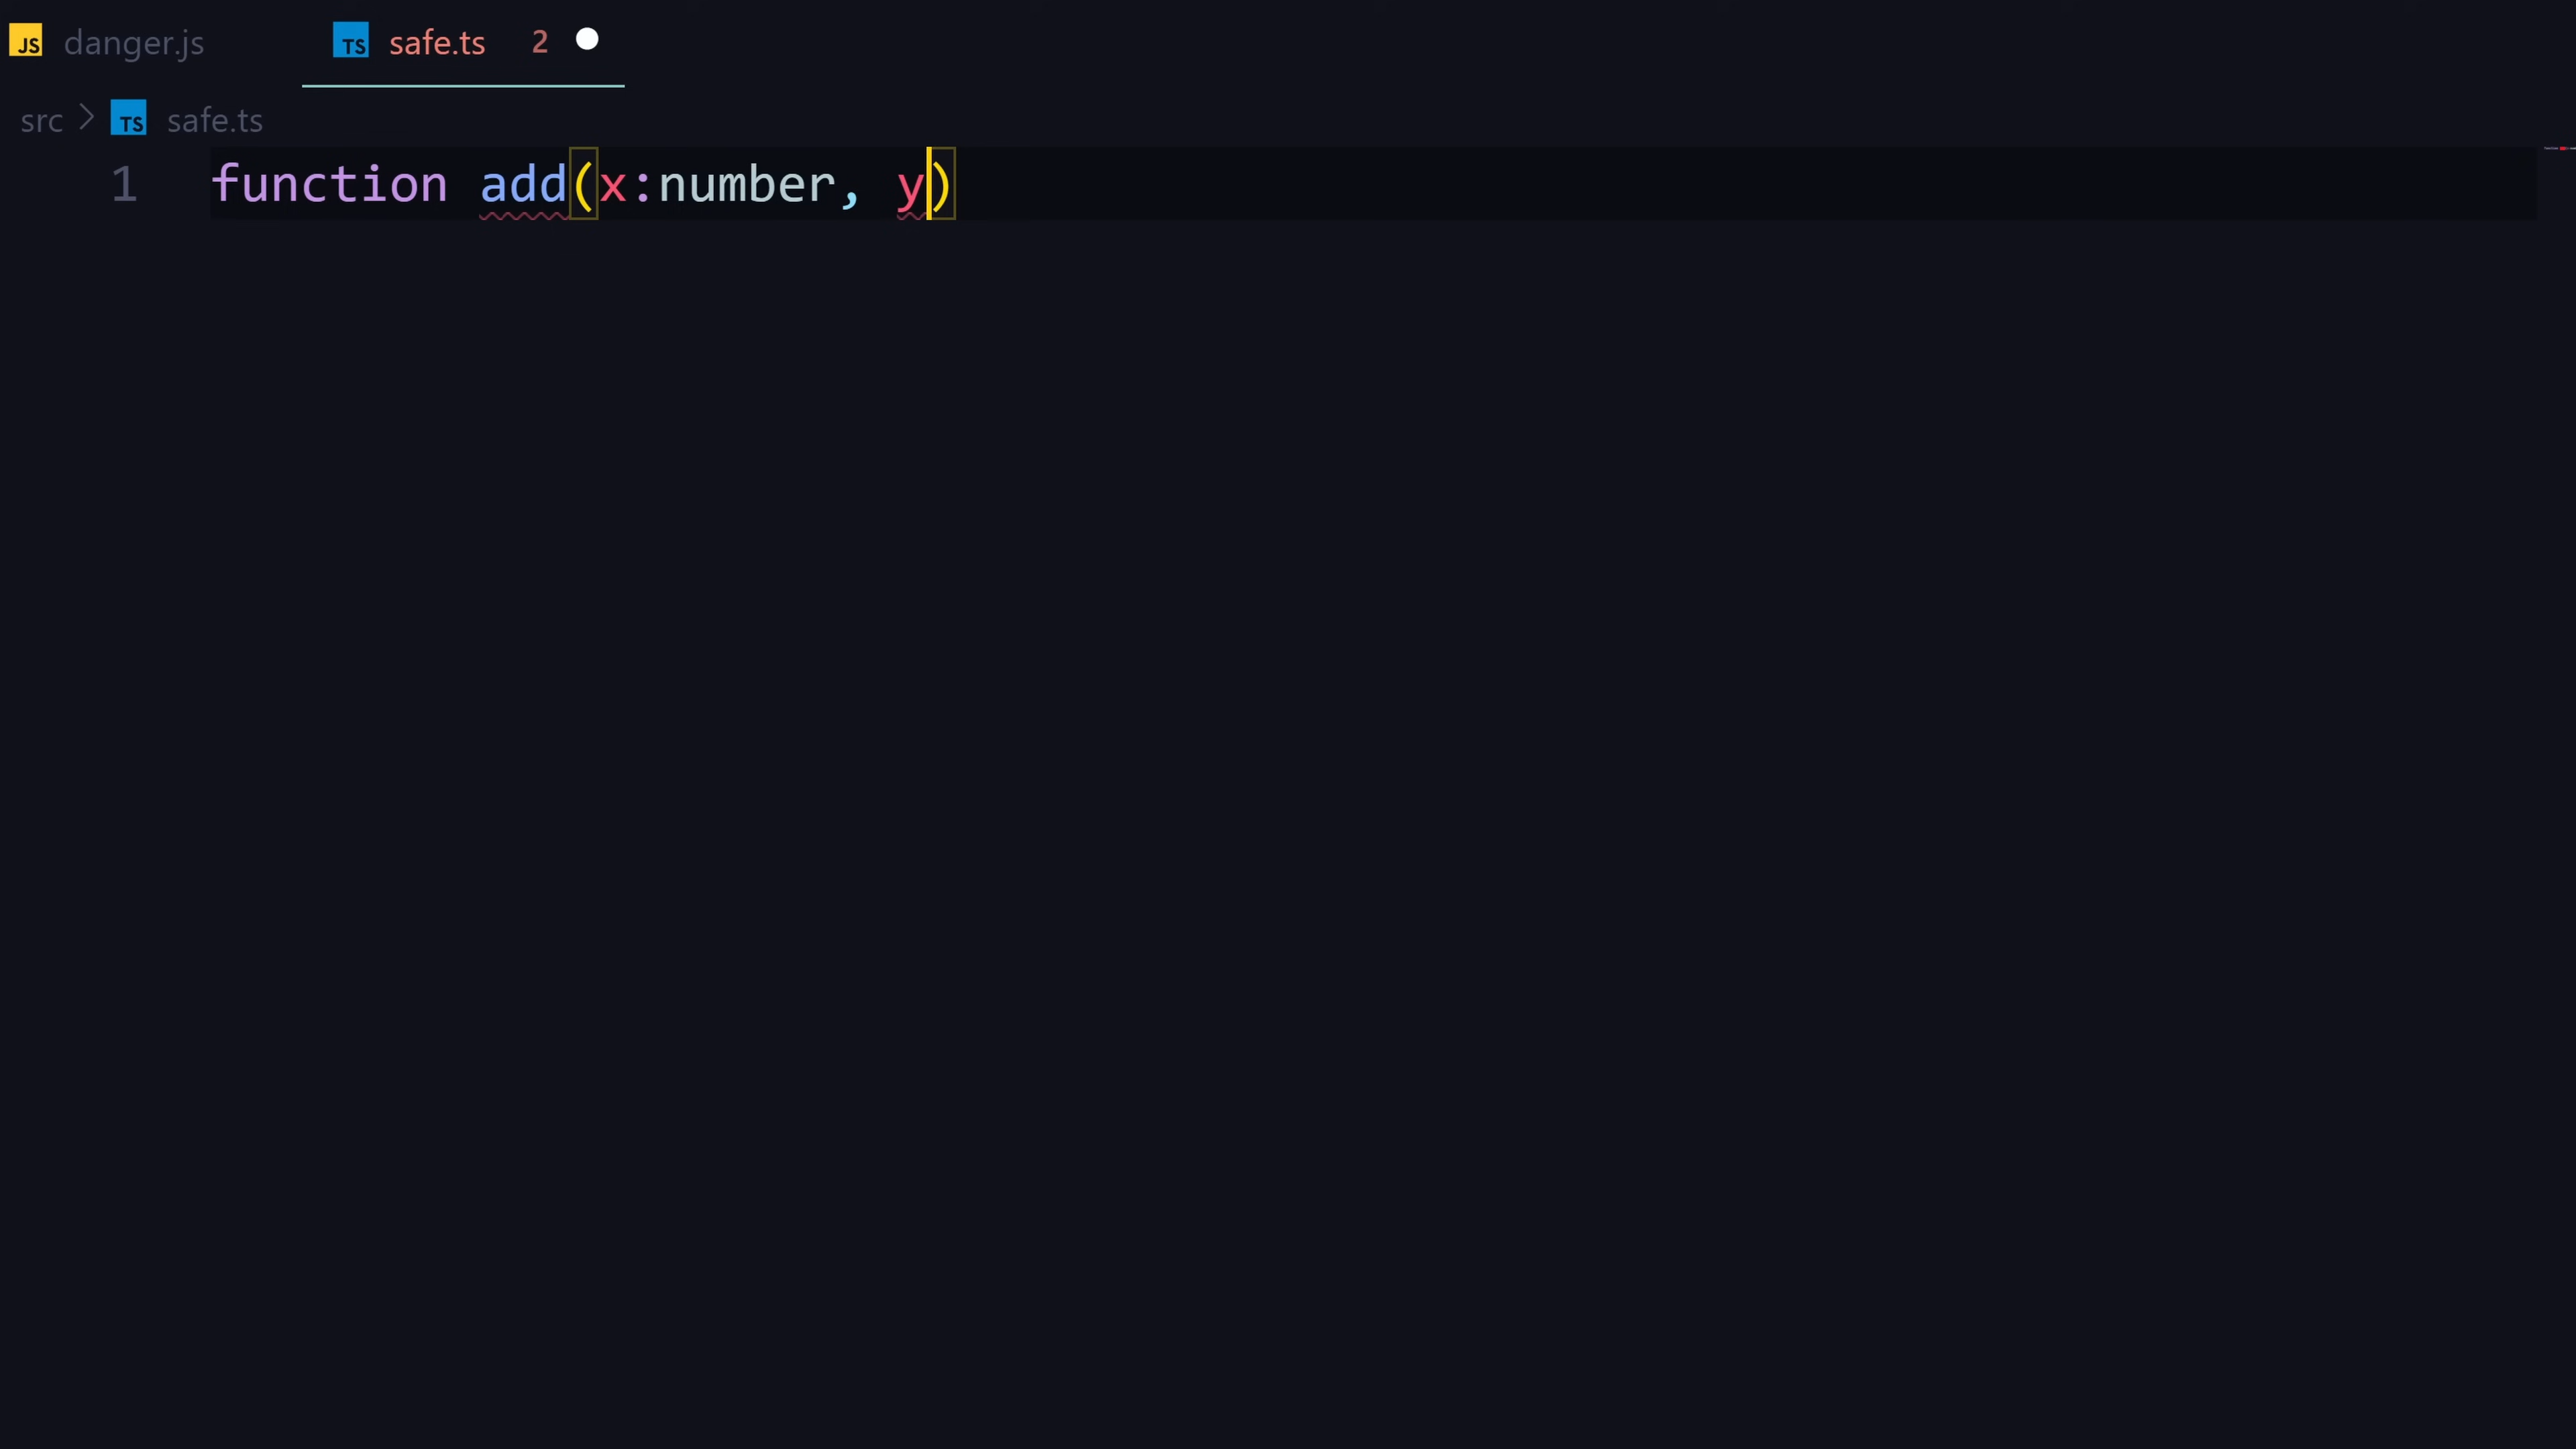 JS danger.js TS safe.ts 2
src > TS safe.ts
1 function add(x:number, y)